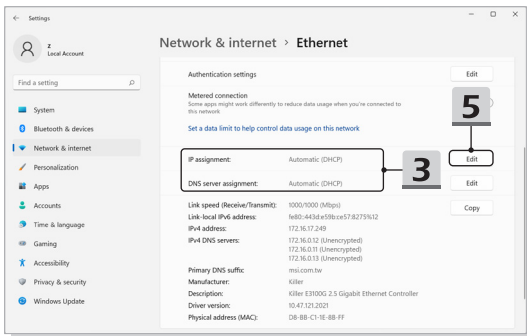 Settings
z
Local Account
Find a setting
System
Bluetooth & devices
Network & internet
Personalization
Apps
Accounts
Time & language
Gaming
Accessibility
Privacy & security
Windows Update
Network & internet > Ethernet
Authentication settings Edit
Metered connection
Some apps might work differently to reduce data usage when you're connected to
this network
5
Set a data limit to help control data usage on this network
IP assignment: Automatic (DHCP) Edit
3
DNS server assignment: Automatic (DHCP) Edit
Link speed (Receive/Transmit): 1000/1000 (Mbps) Copy
Link-local IPv6 address: fe80::443d:e59b:ce57:8275%12
IPv4 address: 172.16.17.249
IPv4 DNS servers: 172.16.0.12 (Unencrypted)
172.16.0.11 (Unencrypted)
172.16.0.13 (Unencrypted)
Primary DNS suffix: msi.com.tw
Manufacturer: Killer
Description: Killer E3100G 2.5 Gigabit Ethernet Controller
Driver version: 10.47.121.2021
Physical address (MAC): D8-BB-C1-1E-8B-FF